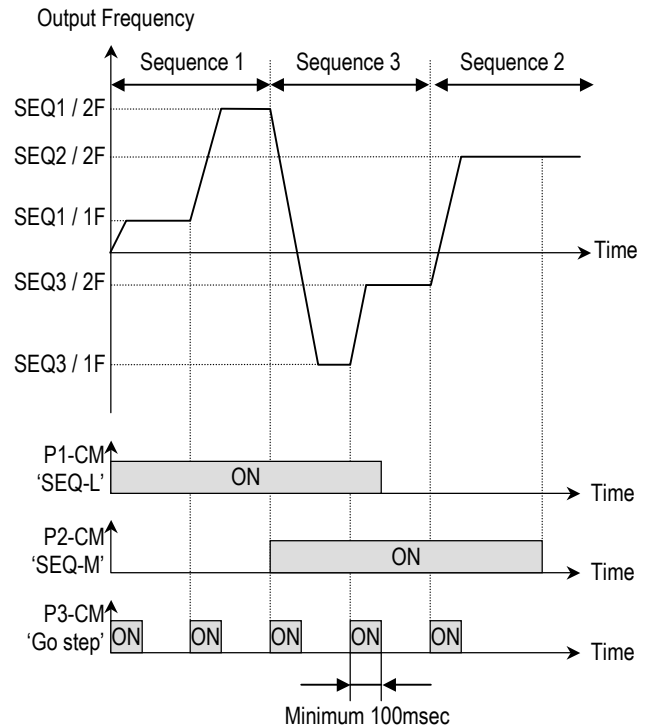 Output Frequency
Sequence 1
Sequence 3
Sequence 2
SEQ1 / 2F
SEQ2 / 2F
SEQ1 / 1F
Time
SEQ3 / 2F
SEQ3 / 1F
P1-CM
'SEQ-L'
ON
Time
P2-CM
'SEQ-M'
ON
Time
P3-CM
'Go step'
ON
ON
ON
ON
ON
Time
Minimum 100msec